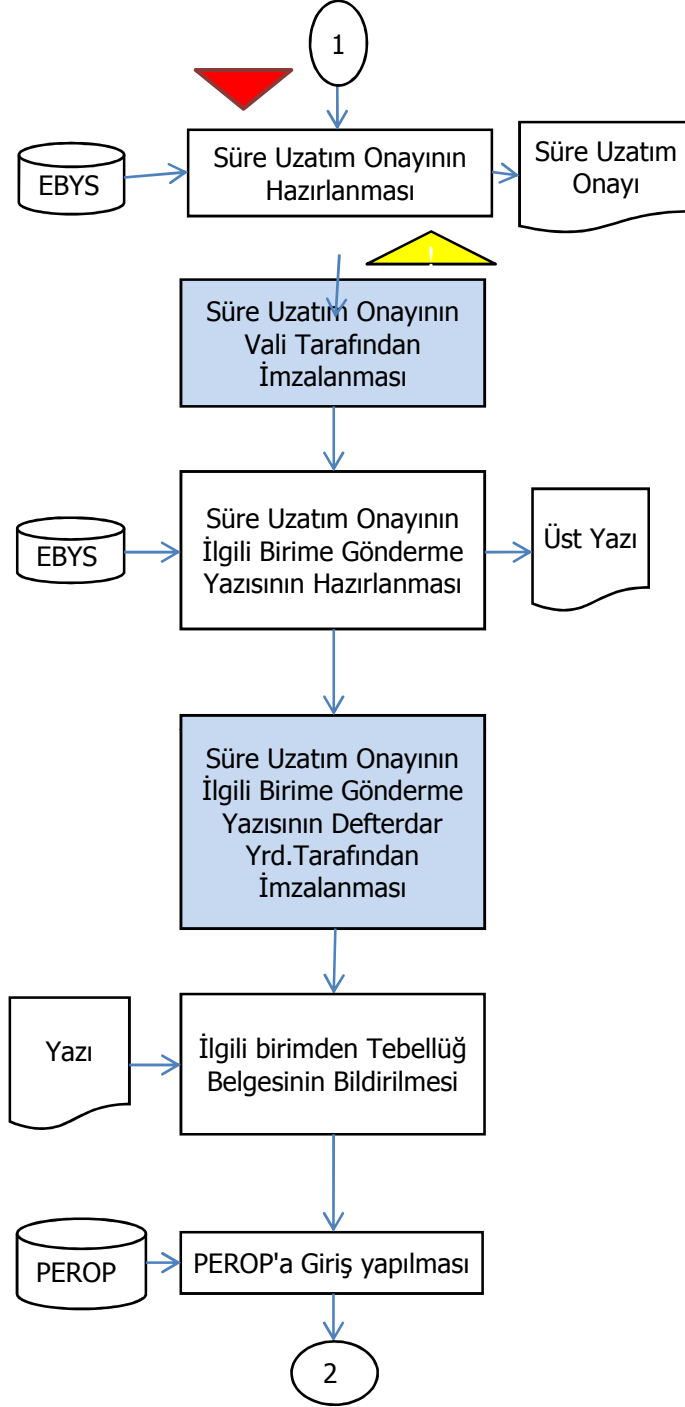 1
EBYS
Süre Uzatım Onayının
Hazırlanması
Süre Uzatım
Onayı
!
Süre Uzatım Onayının
Vali Tarafından
İmzalanması
EBYS
Süre Uzatım Onayının
İlgili Birime Gönderme
Yazısının Hazırlanması
Üst Yazı
Süre Uzatım Onayının
İlgili Birime Gönderme
Yazısının Defterdar
Yrd.Tarafından
İmzalanması
Yazı
İlgili birimden Tebellüğ
Belgesinin Bildirilmesi
PEROP
PEROP'a Giriş yapılması
2